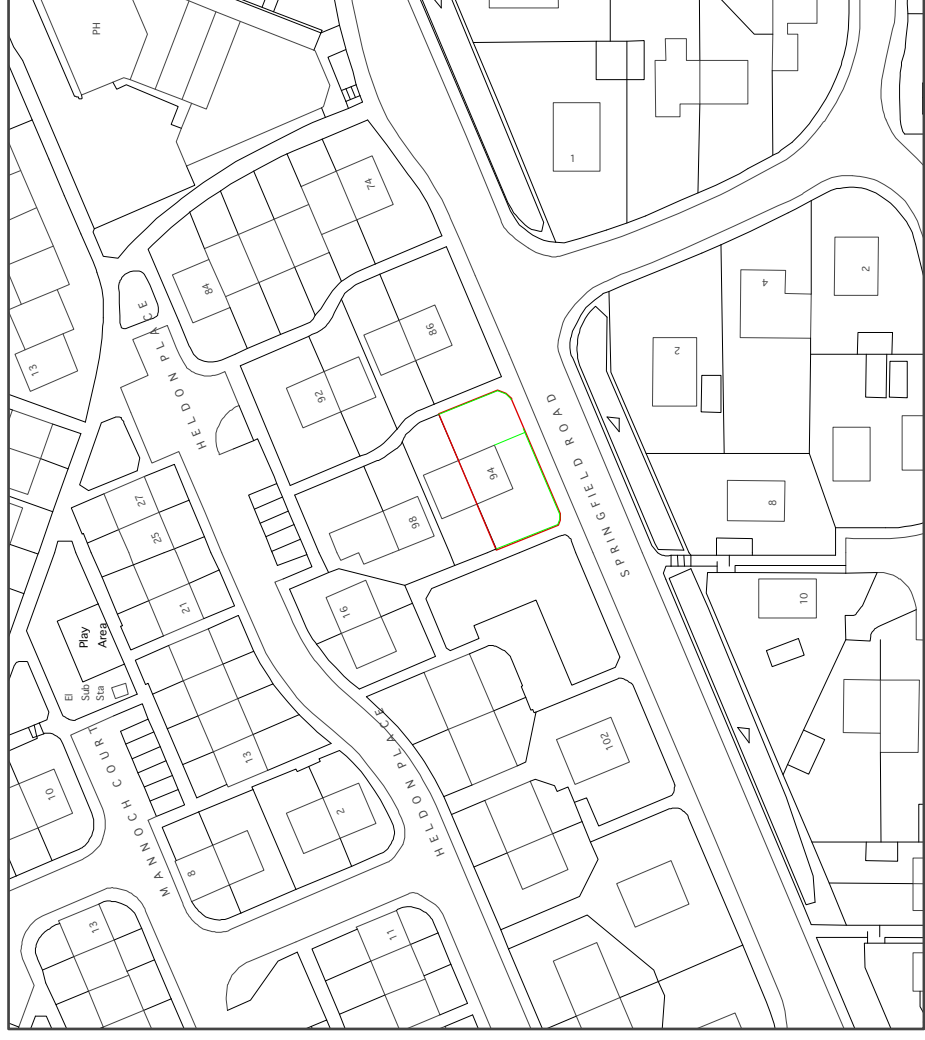 PH
1
74
84
13
HELDON PLACE
86
92
2
4
2
94
98
SPRINGFIELD ROAD
27
25
21
16
8
10
Play
Area
El
Sub
Sta
13
102
MANNOCH COURT
10
2
8
HELDON PLACE
13
11